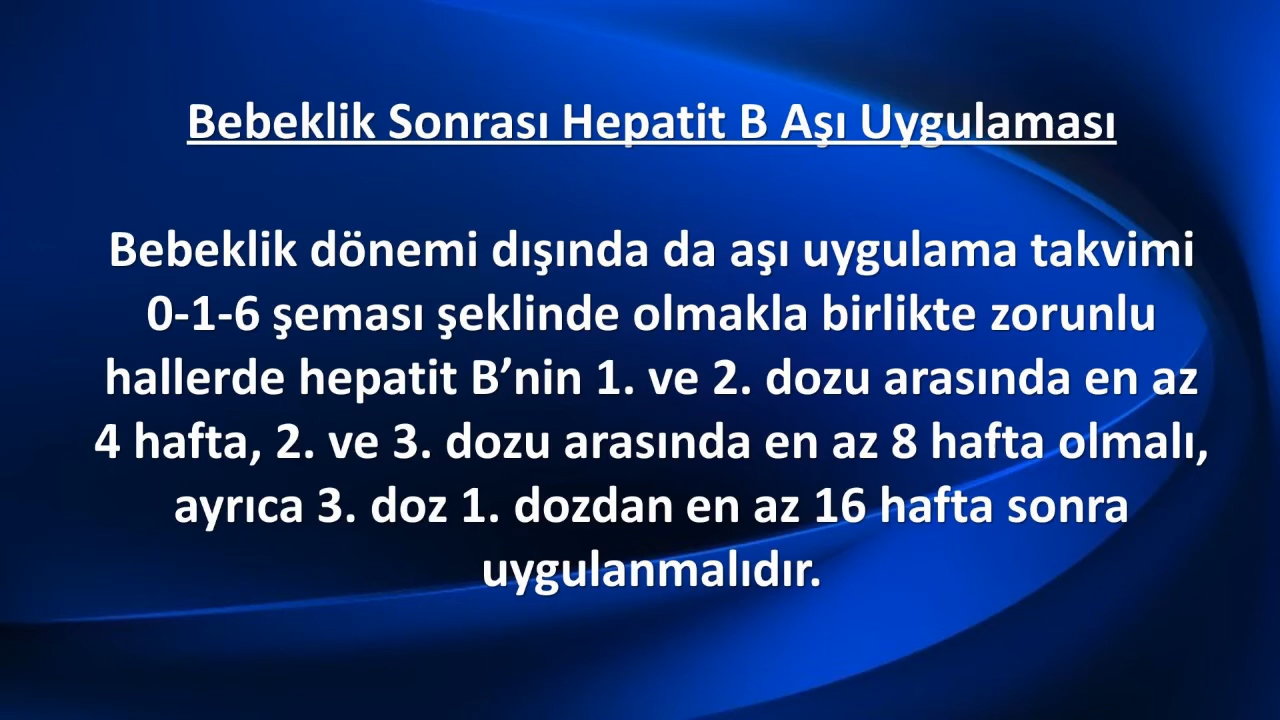 Bebeklik Sonrası Hepatit B Aşı Uygulaması
Bebeklik dönemi dışında da aşı uygulama takvimi
0-1-6 şeması şeklinde olmakla birlikte zorunlu
hallerde hepatit B’nin 1. ve 2. dozu arasında en az
4 hafta, 2. ve 3. dozu arasında en az 8 hafta olmalı,
ayrıca 3. doz 1. dozdan en az 16 hafta sonra
uygulanmalıdır.